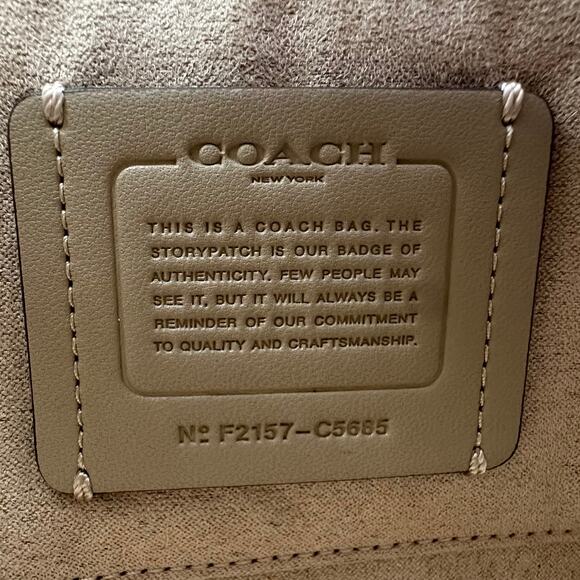 COACH
NEW YORK
THIS IS A COACH BAG. THE
STORYPATCH IS OUR BADGE OF
AUTHENTICITY. FEW PEOPLE MAY
SEE IT, BUT IT WILL ALWAYS BE A
REMINDER OF OUR COMMITMENT
TO QUALITY AND CRAFTSMANSHIP.
Nº F2157-C5685